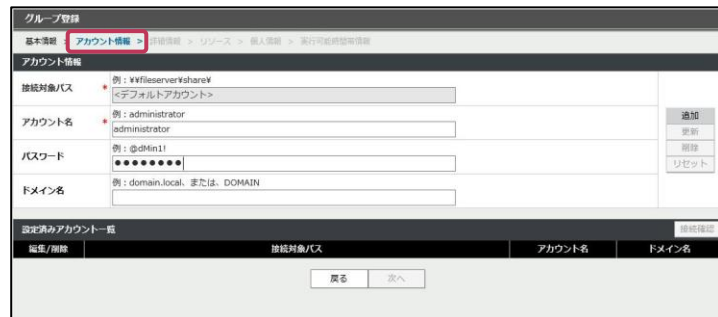 グループ登録
基本情報 > アカウント情報 > 詳細情報 > リソース > 個人情報 > 実行可能時間帯情報
アカウント情報
接続対象パス * 例：¥¥fileserver¥share¥
<デフォルトアカウント>
アカウント名 * 例：administrator
administrator
パスワード 例：@dMin1!
●●●●●●●●
ドメイン名 例：domain.local、または、DOMAIN
追加
更新
削除
リセット
設定済みアカウント一覧 接続確認
編集/削除 接続対象パス アカウント名 ドメイン名
戻る 次へ